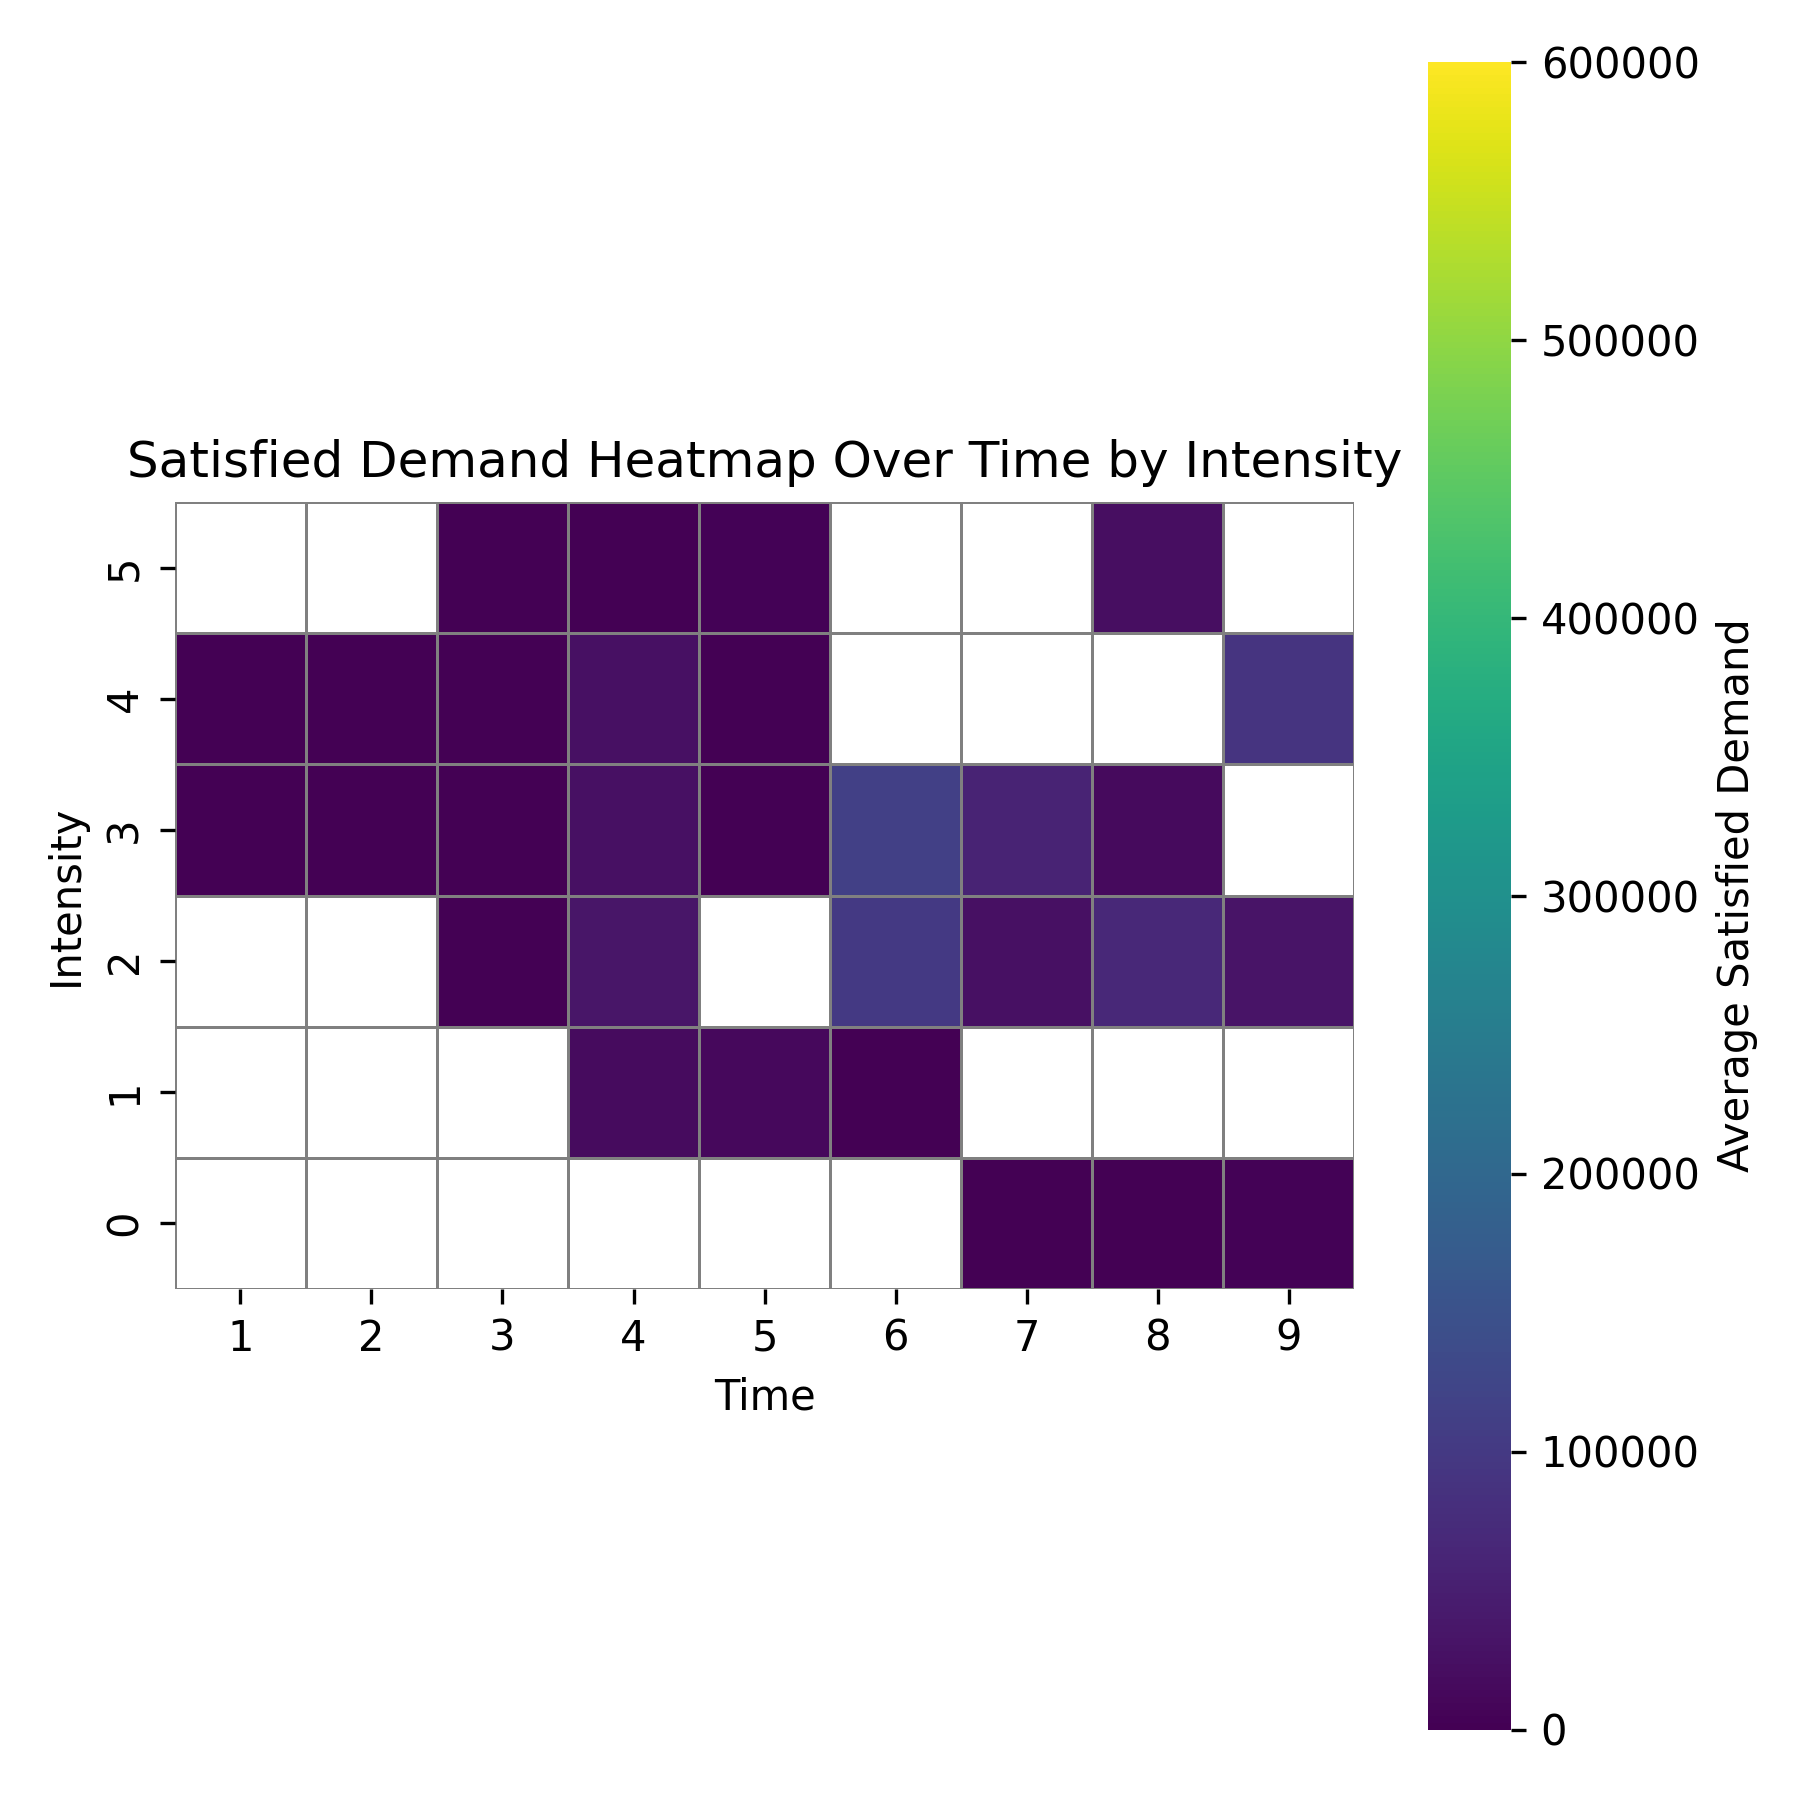 Satisfied Demand Heatmap Over Time by Intensity
Intensity
5
4
3
2
1
0
1 2 3 4 5 6 7 8 9
Time
600000
500000
400000
300000
200000
100000
0
Average Satisfied Demand